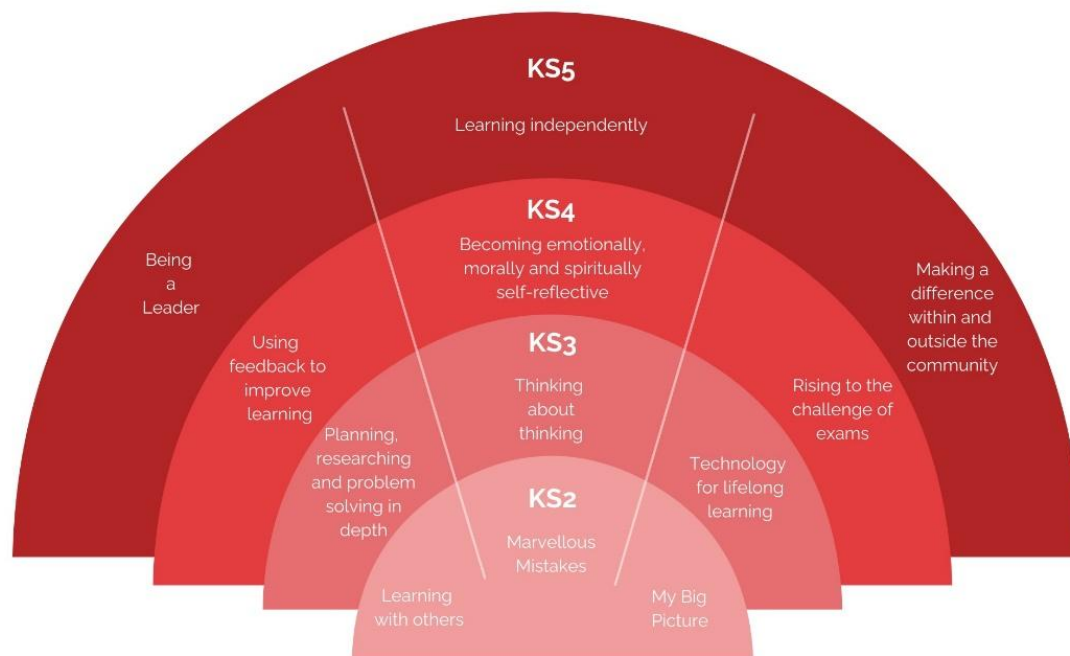 KS5
Learning independently
Being
a
Leader
Making a
difference
within and
outside the
community
KS4
Becoming emotionally,
morally and spiritually
self-reflective
Using
feedback to
improve
learning
Rising to the
challenge of
exams
KS3
Thinking
about
thinking
Planning,
researching
and problem
solving in
depth
Technology
for lifelong
learning
KS2
Marvellous
Mistakes
Learning
with others
My Big
Picture